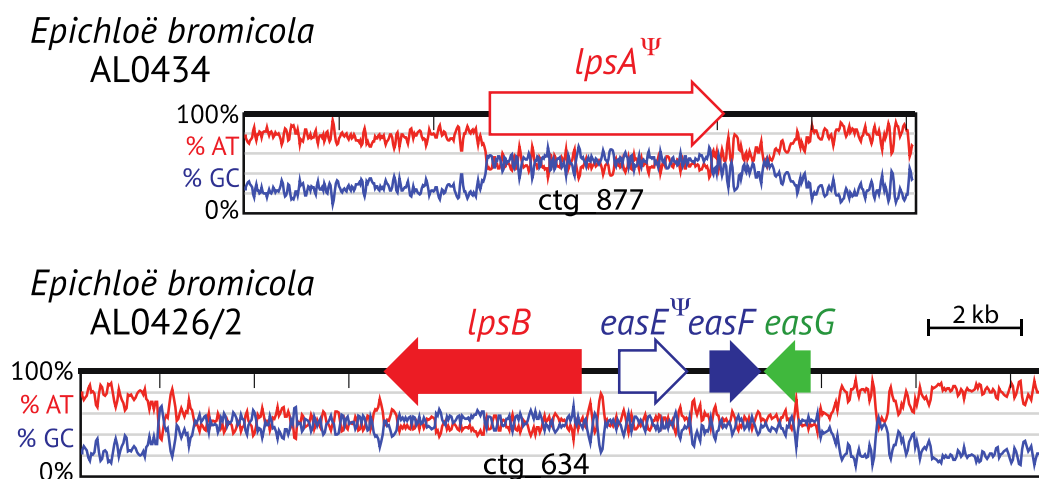 Epichloë bromicola
AL0434
lpsAΨ
100%
% AT
% GC
0%
ctg_877
Epichloë bromicola
AL0426/2
lpsB
easEΨ
easF
easG
2 kb
100%
% AT
% GC
0%
ctg_634